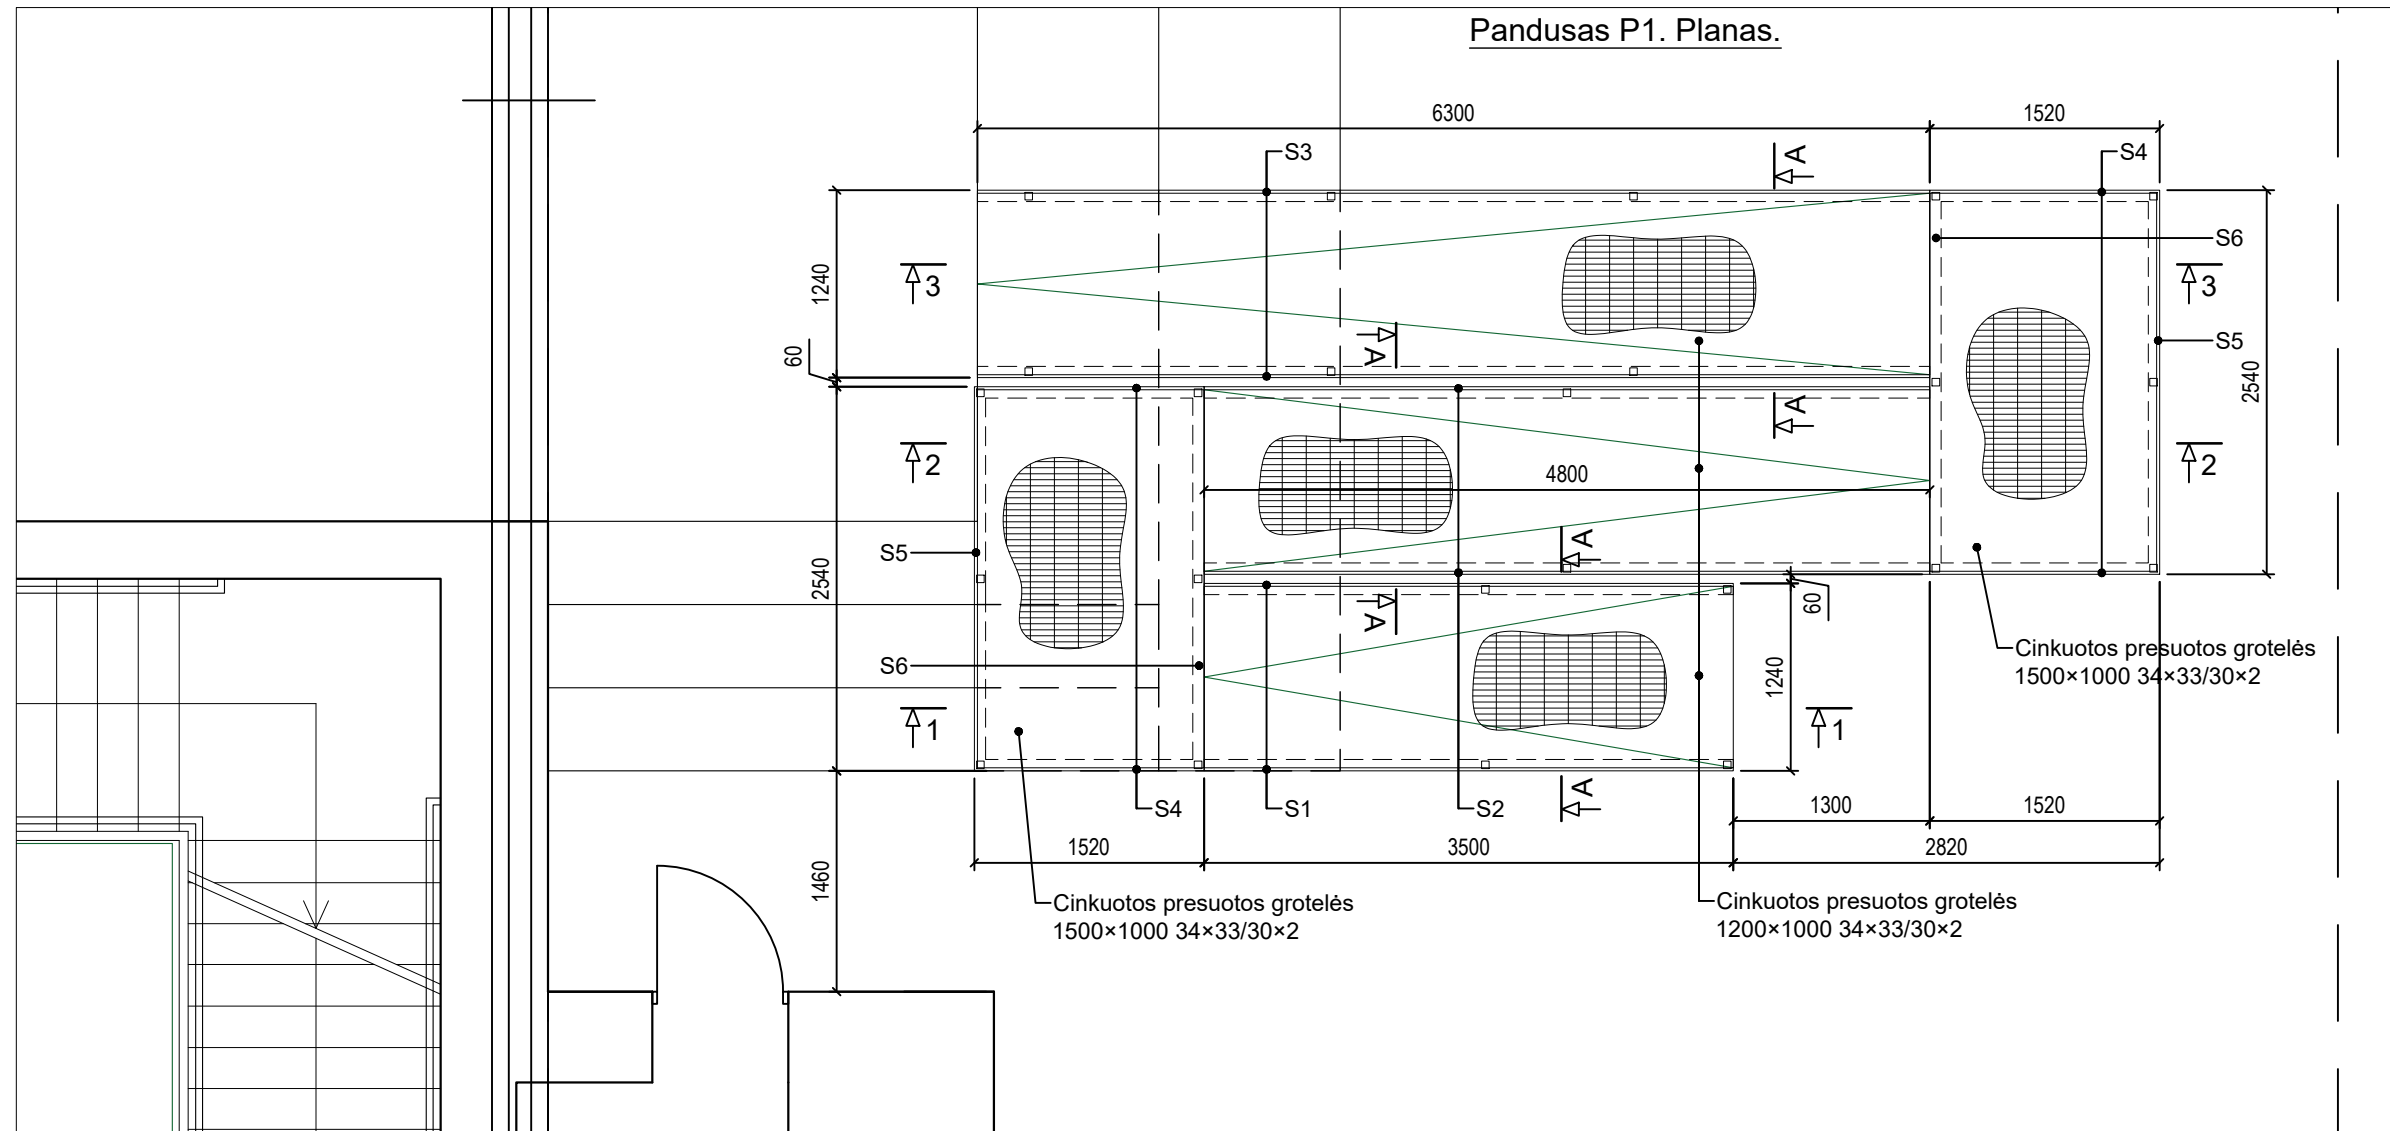 Pandusas P1. Planas.
6300
1520
S3
A
S4
S6
1240
3
3
A
S5
60
2540
A
2
2
4800
S5
A
2540
60
A
Cinkuotos presuotos grotelės
1500×1000 34×33/30×2
S6
1240
1
1
S4
S1
S2
A
1300
1520
1520
3500
2820
1460
Cinkuotos presuotos grotelės
1500×1000 34×33/30×2
Cinkuotos presuotos grotelės
1200×1000 34×33/30×2